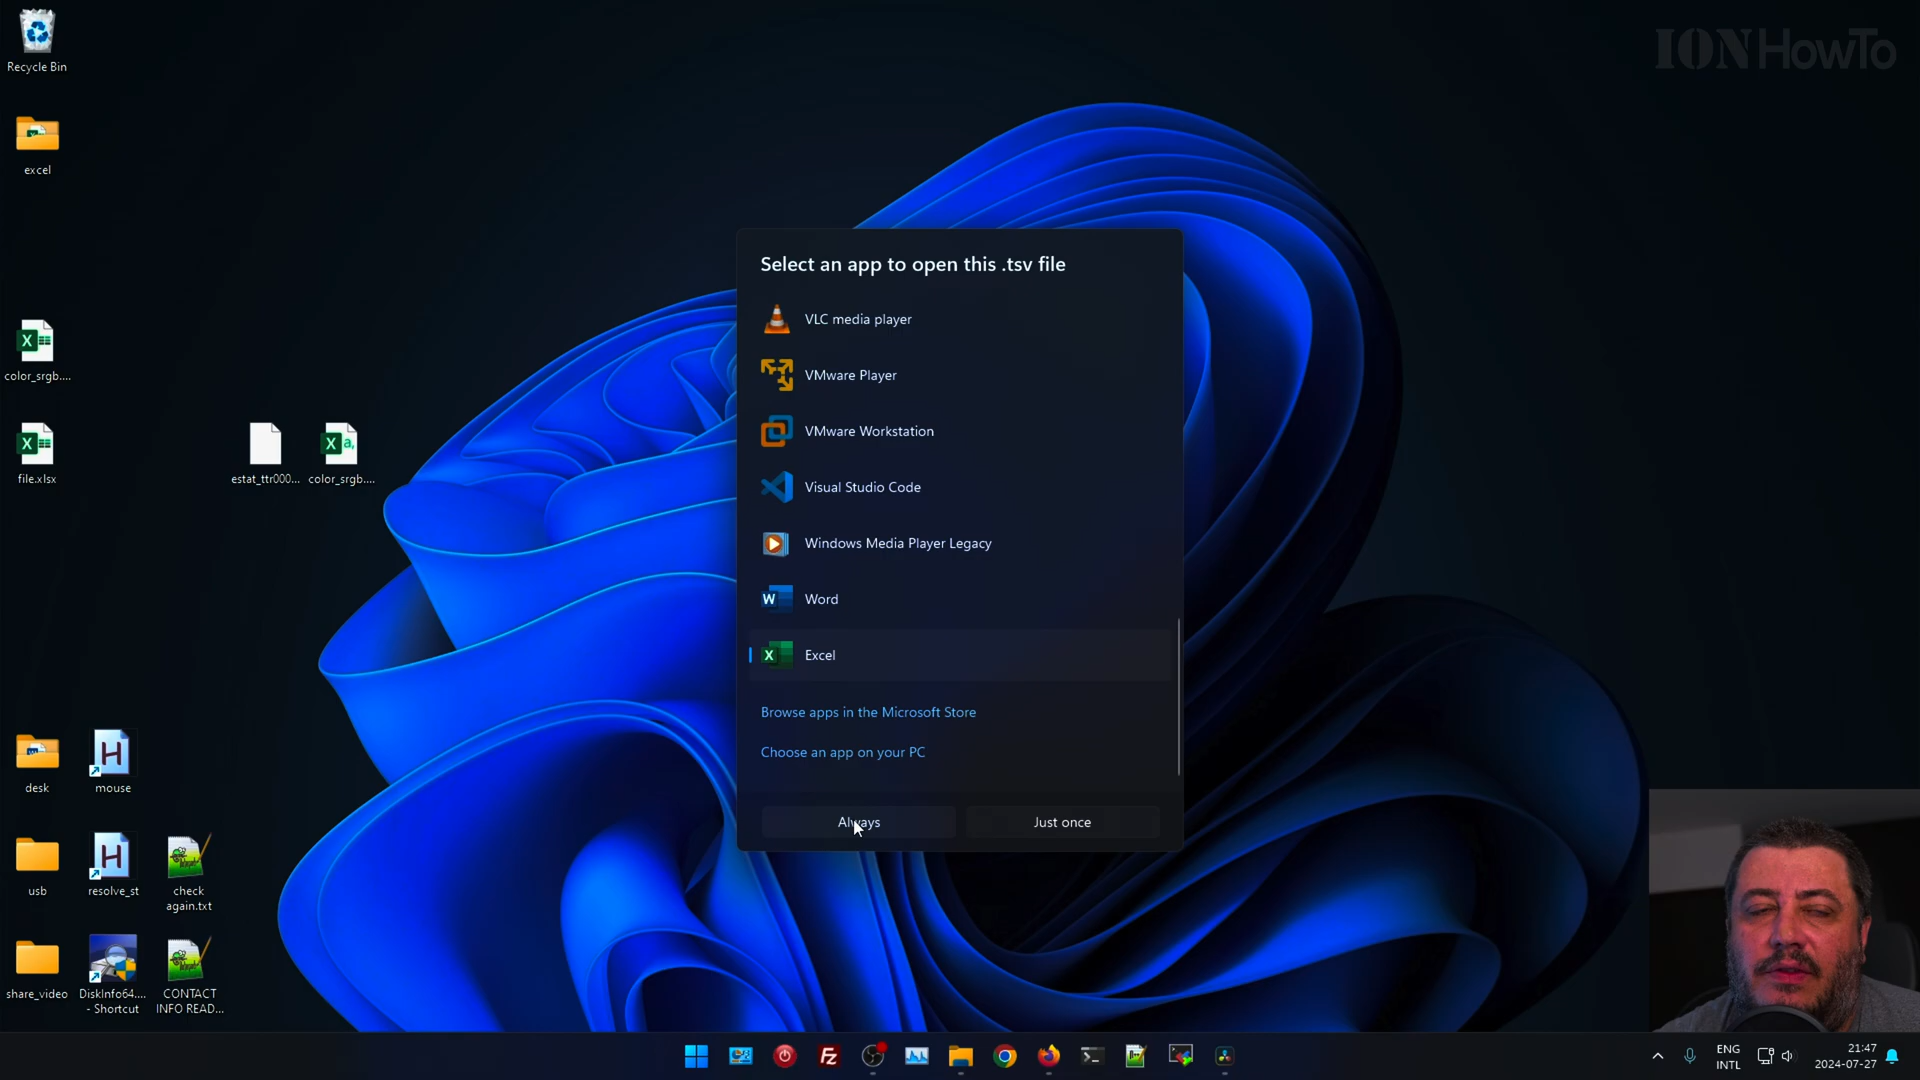 IONHowTo
Recycle Bin
excel
color_srgb....
file.xlsx
estat_ttr000...
color_srgb....
desk
mouse
usb
resolve_st
check
again.txt
share_video
DiskInfo64....
- Shortcut
CONTACT
INFO READ...
Select an app to open this .tsv file
VLC media player
VMware Player
VMware Workstation
Visual Studio Code
Windows Media Player Legacy
Word
Excel
Browse apps in the Microsoft Store
Choose an app on your PC
Always
Just once
ENG
INTL
21:47
2024-07-27